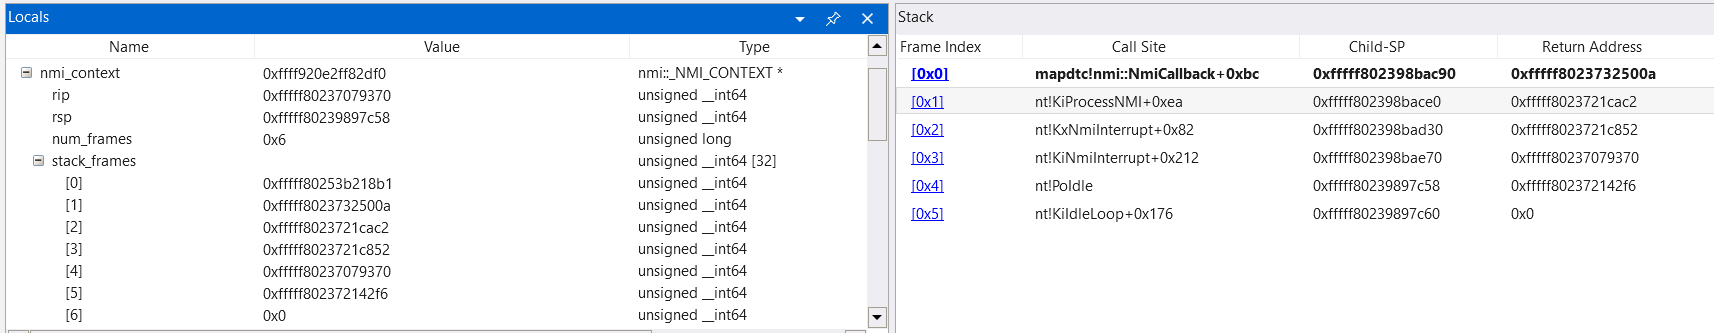 Locals
Name Value Type
nmi_context 0xffff920e2ff82df0 nmi::_NMI_CONTEXT *
rip 0xfffff80237079370 unsigned __int64
rsp 0xfffff80239897c58 unsigned __int64
num_frames 0x6 unsigned long
stack_frames unsigned __int64 [32]
[0] 0xfffff80253b218b1 unsigned __int64
[1] 0xfffff8023732500a unsigned __int64
[2] 0xfffff8023721cac2 unsigned __int64
[3] 0xfffff8023721c852 unsigned __int64
[4] 0xfffff80237079370 unsigned __int64
[5] 0xfffff802372142f6 unsigned __int64
[6] 0x0 unsigned __int64
Stack
Frame Index Call Site Child-SP Return Address
[0x0] mapdtc!nmi::NmiCallback+0xbc 0xfffff802398bac90 0xfffff8023732500a
[0x1] nt!KiProcessNMI+0xea 0xfffff802398bace0 0xfffff8023721cac2
[0x2] nt!KxNmiInterrupt+0x82 0xfffff802398bad30 0xfffff8023721c852
[0x3] nt!KiNmiInterrupt+0x212 0xfffff802398bae70 0xfffff80237079370
[0x4] nt!PoIdle 0xfffff80239897c58 0xfffff802372142f6
[0x5] nt!KiIdleLoop+0x176 0xfffff80239897c60 0x0